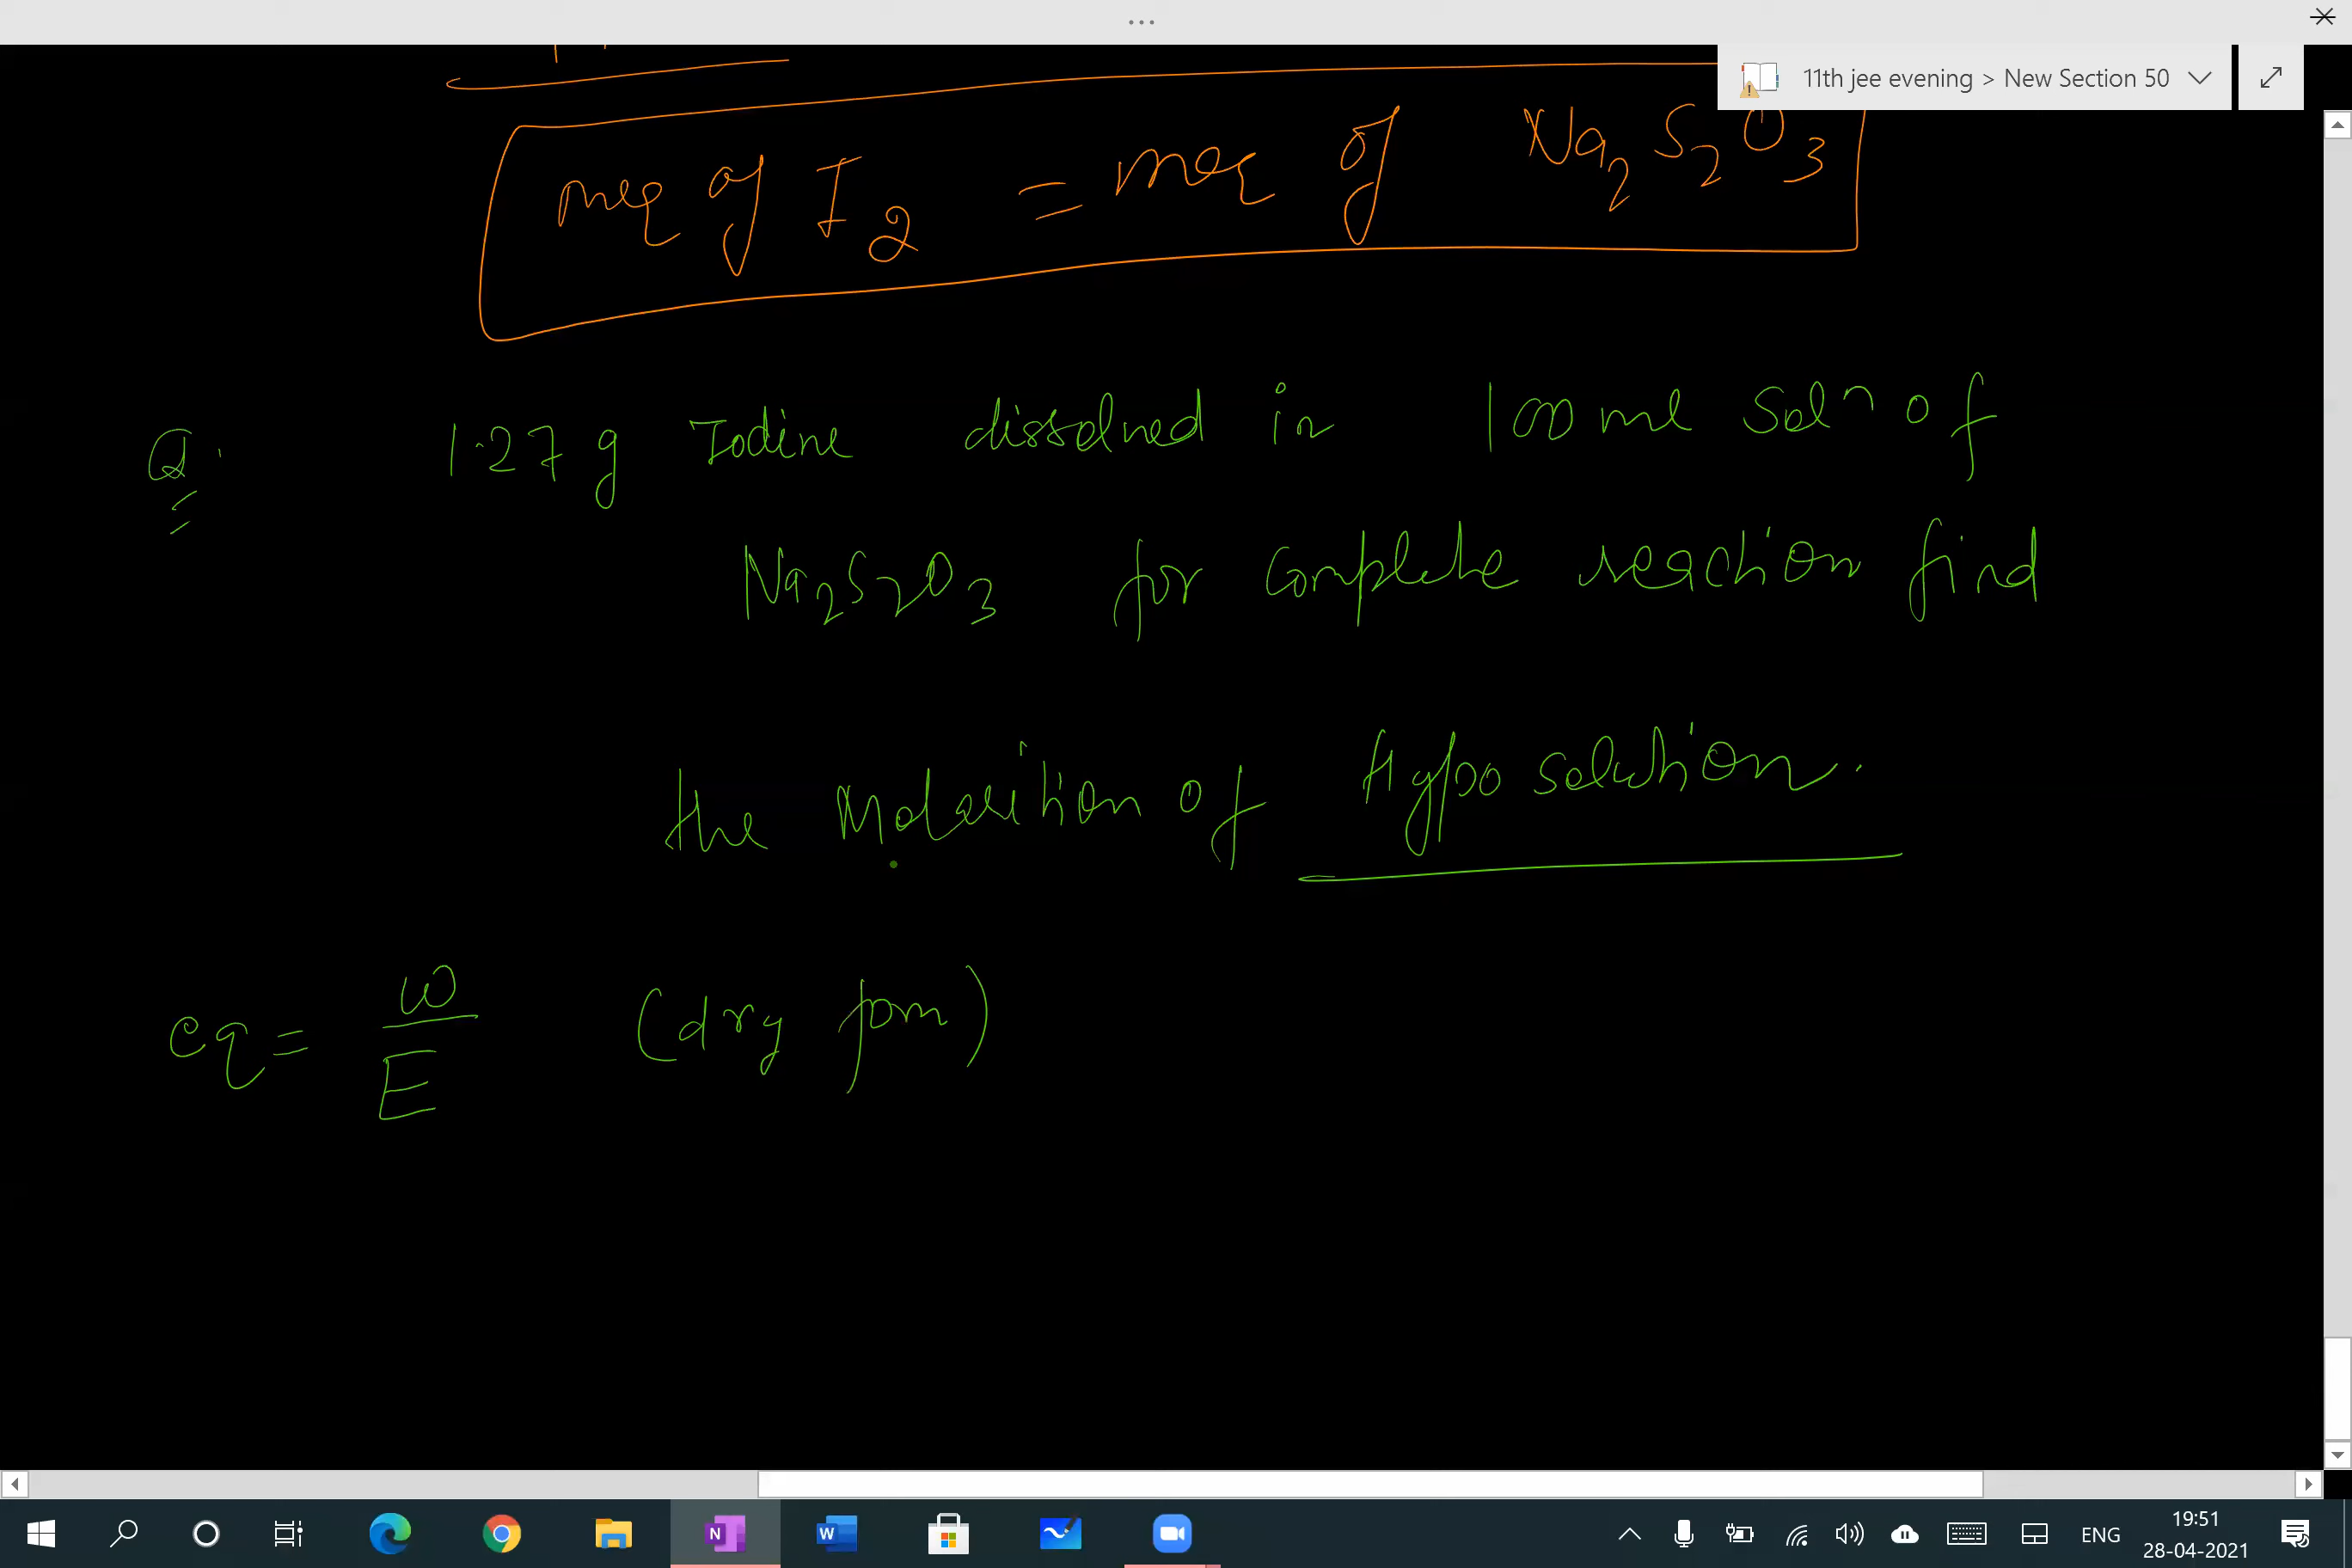 11th jee evening > New Section 50
meq of I2 = meq of Na2S2O3
Q. 1.27 g Iodine dissolved in 100 ml Soln of
Na2S2O3 for complete reaction find
the of Hypo solution.
eq = w/E (dry form)
ENG
19:51
28-04-2021